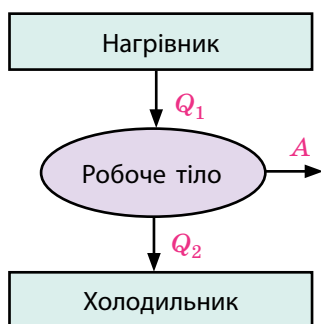 Нагрівник
Q₁
A
Робоче тіло
Q₂
Холодильник